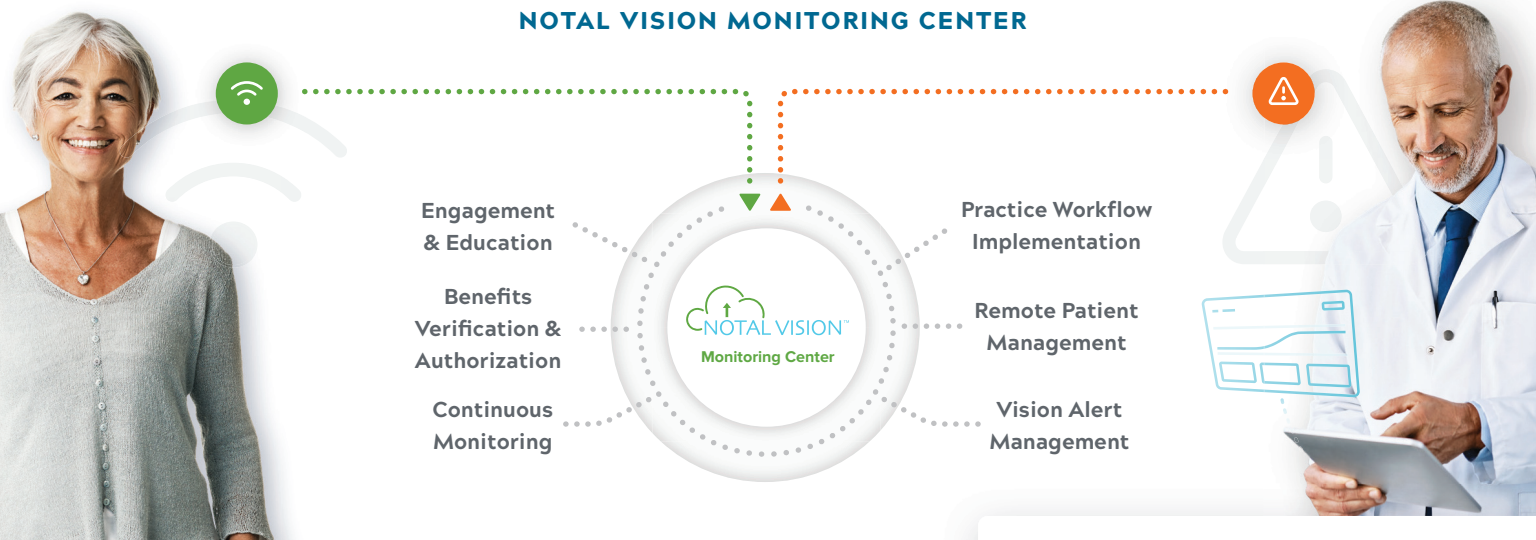 NOTAL VISION MONITORING CENTER
Engagement
& Education
Benefits
Verification &
Authorization
Continuous
Monitoring
NOTAL VISION™
Monitoring Center
Practice Workflow
Implementation
Remote Patient
Management
Vision Alert
Management